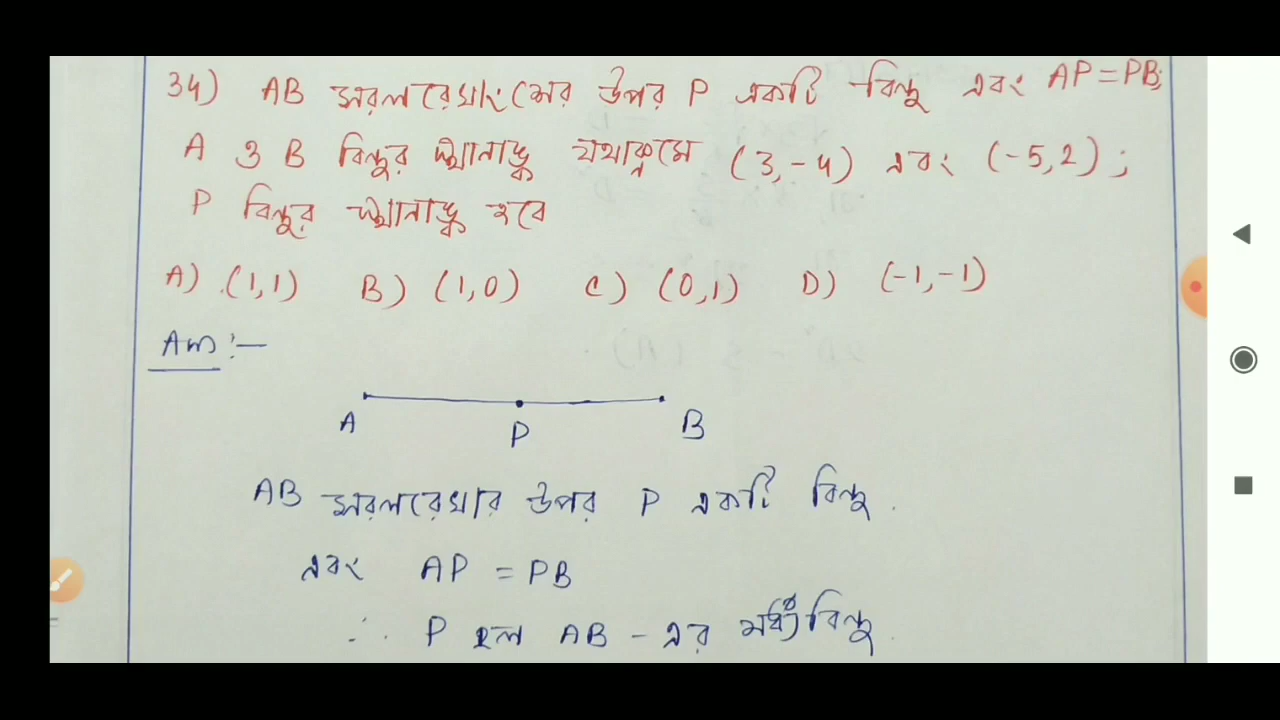 34) AB সরলরেখাংশের উপর P একটি বিন্দু এবং AP = PB;
A ও B বিন্দুর স্থানাঙ্ক যথাক্রমে (3,-4) এবং (-5,2);
P বিন্দুর স্থানাঙ্ক হবে
A) (1,1) B) (1,0) C) (0,1) D) (-1,-1)
Ans :—
A P B
AB সরলরেখার উপর P একটি বিন্দু.
এবং AP = PB
∴ P হল AB - এর মধ্যবিন্দু.